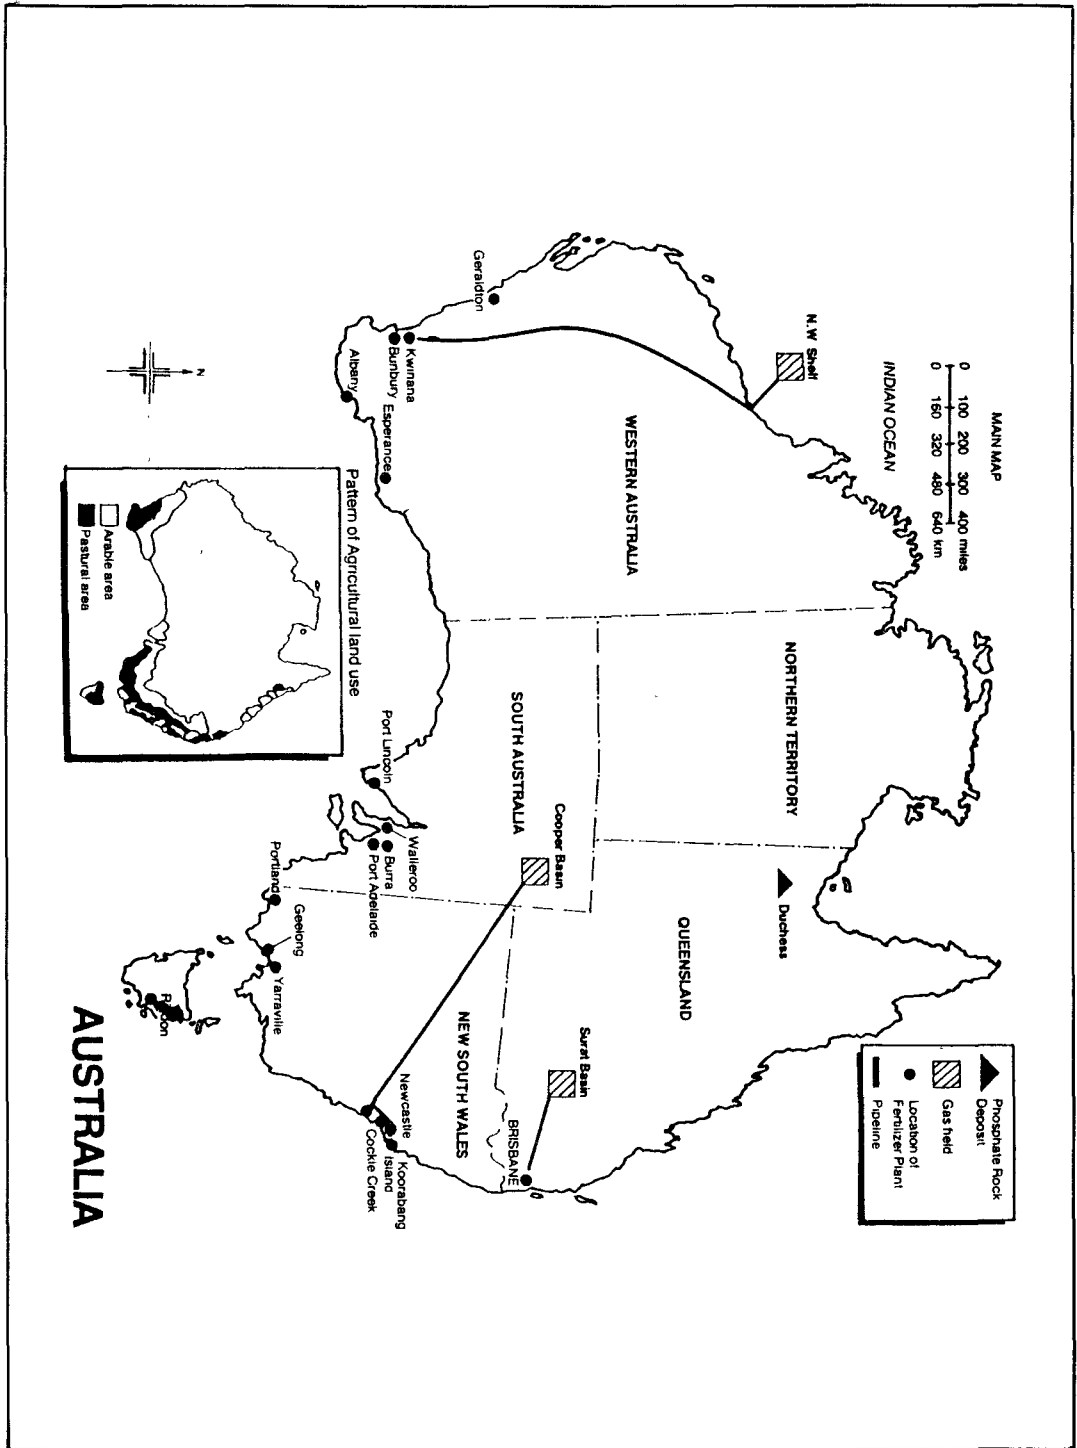 MAIN MAP
0 100 200 300 400 miles
0 160 320 480 640 km
INDIAN OCEAN
N.W. Shelf
Phosphate Rock
Deposit
Gas field
Location of
Fertilizer Plant
Pipeline
NORTHERN TERRITORY
Duchess
WESTERN AUSTRALIA
QUEENSLAND
Surat Basin
Cooper Basin
SOUTH AUSTRALIA
BRISBANE
Geraldton
Kwinana
Bunbury
Esperance
Albany
NEW SOUTH WALES
Port Lincoln
Walleroo
Burra
Port Adelaide
Newcastle
Koorabang
Island
Cockle Creek
Portland
Geelong
Yarraville
N
Pattern of Agricultural land use
Arable area
Pastural area
AUSTRALIA